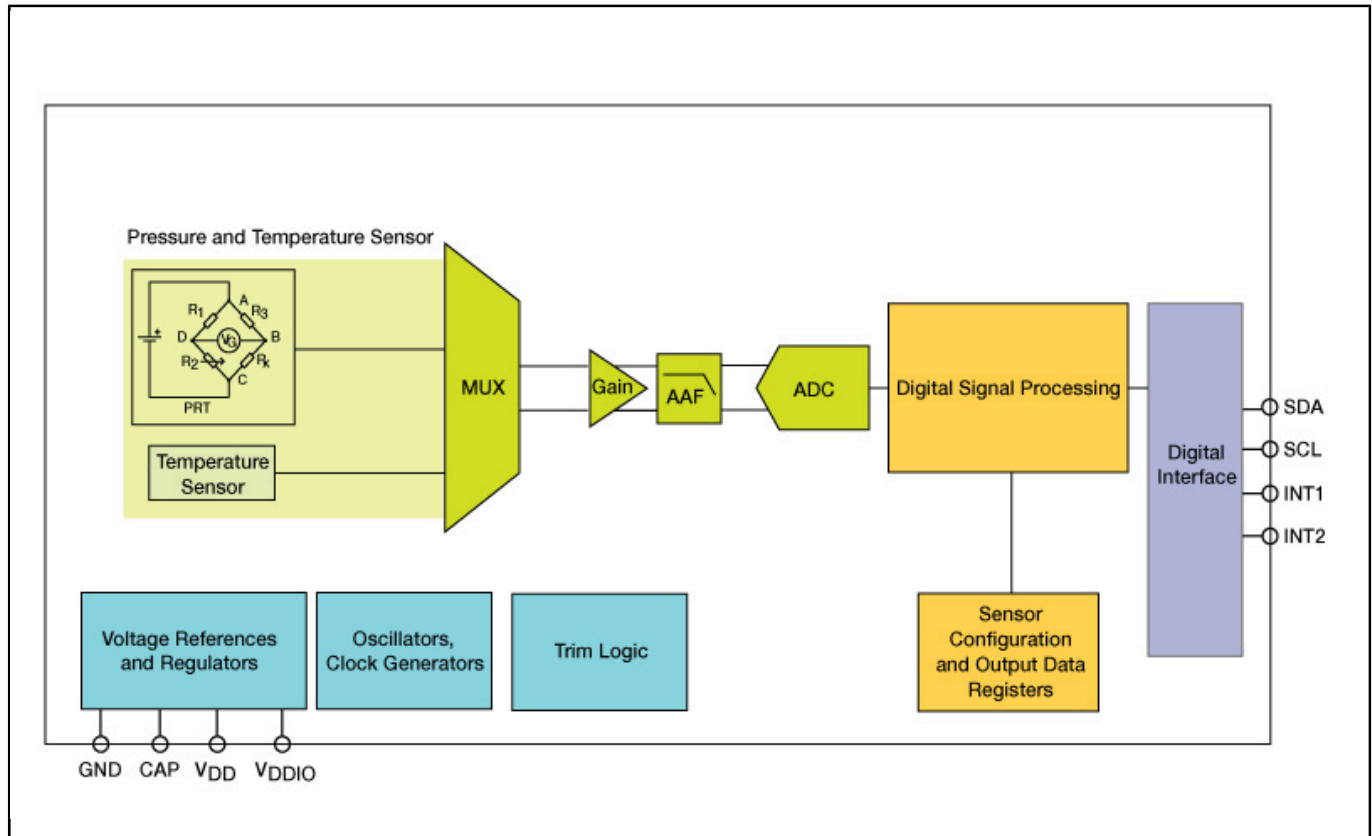 Pressure and Temperature Sensor
A
R1
R3
D
VG
B
R2
Rx
C
PRT
Temperature
Sensor
MUX
Gain
AAF
ADC
Digital Signal Processing
Digital
Interface
SDA
SCL
INT1
INT2
Voltage References
and Regulators
Oscillators,
Clock Generators
Trim Logic
Sensor
Configuration
and Output Data
Registers
GND
CAP
VDD
VDDIO